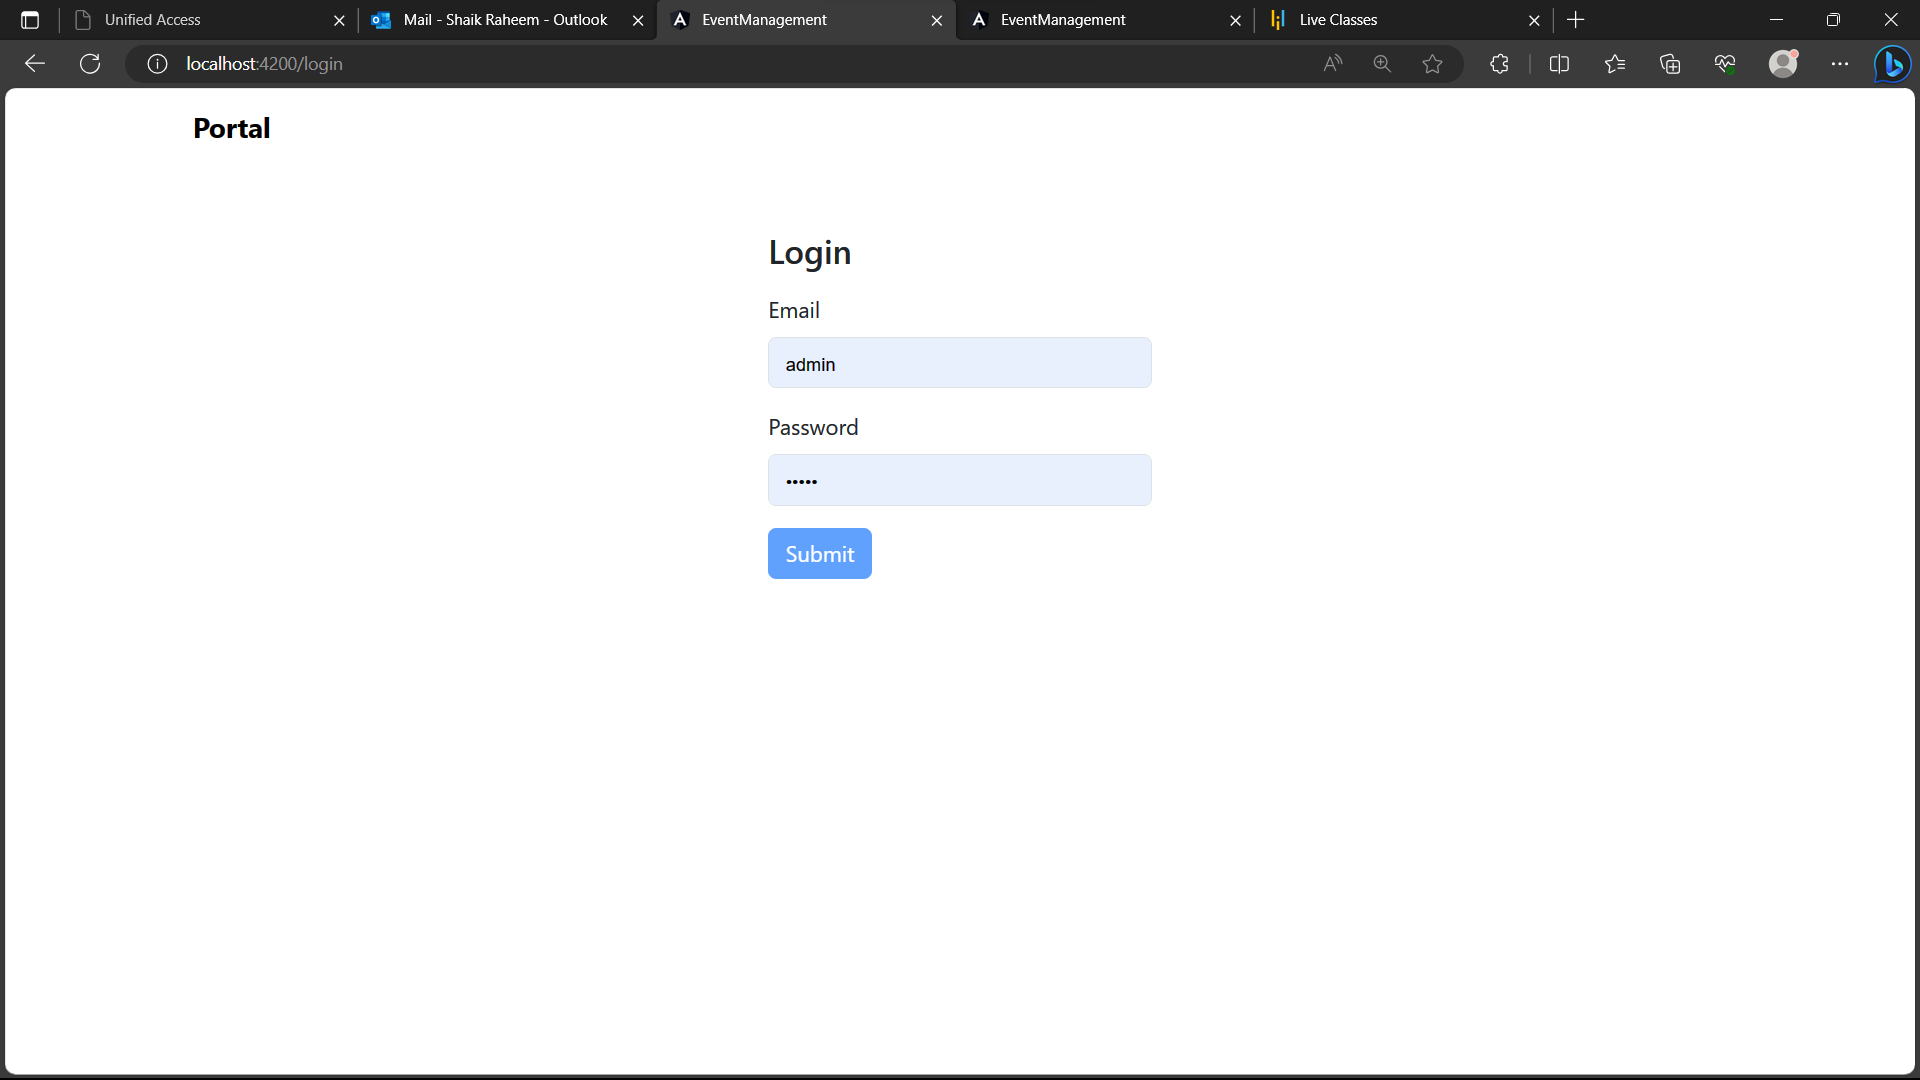 Unified Access
Mail - Shaik Raheem - Outlook
EventManagement
EventManagement
Live Classes
localhost:4200/login
Portal
Login
Email
admin
Password
•••••
Submit